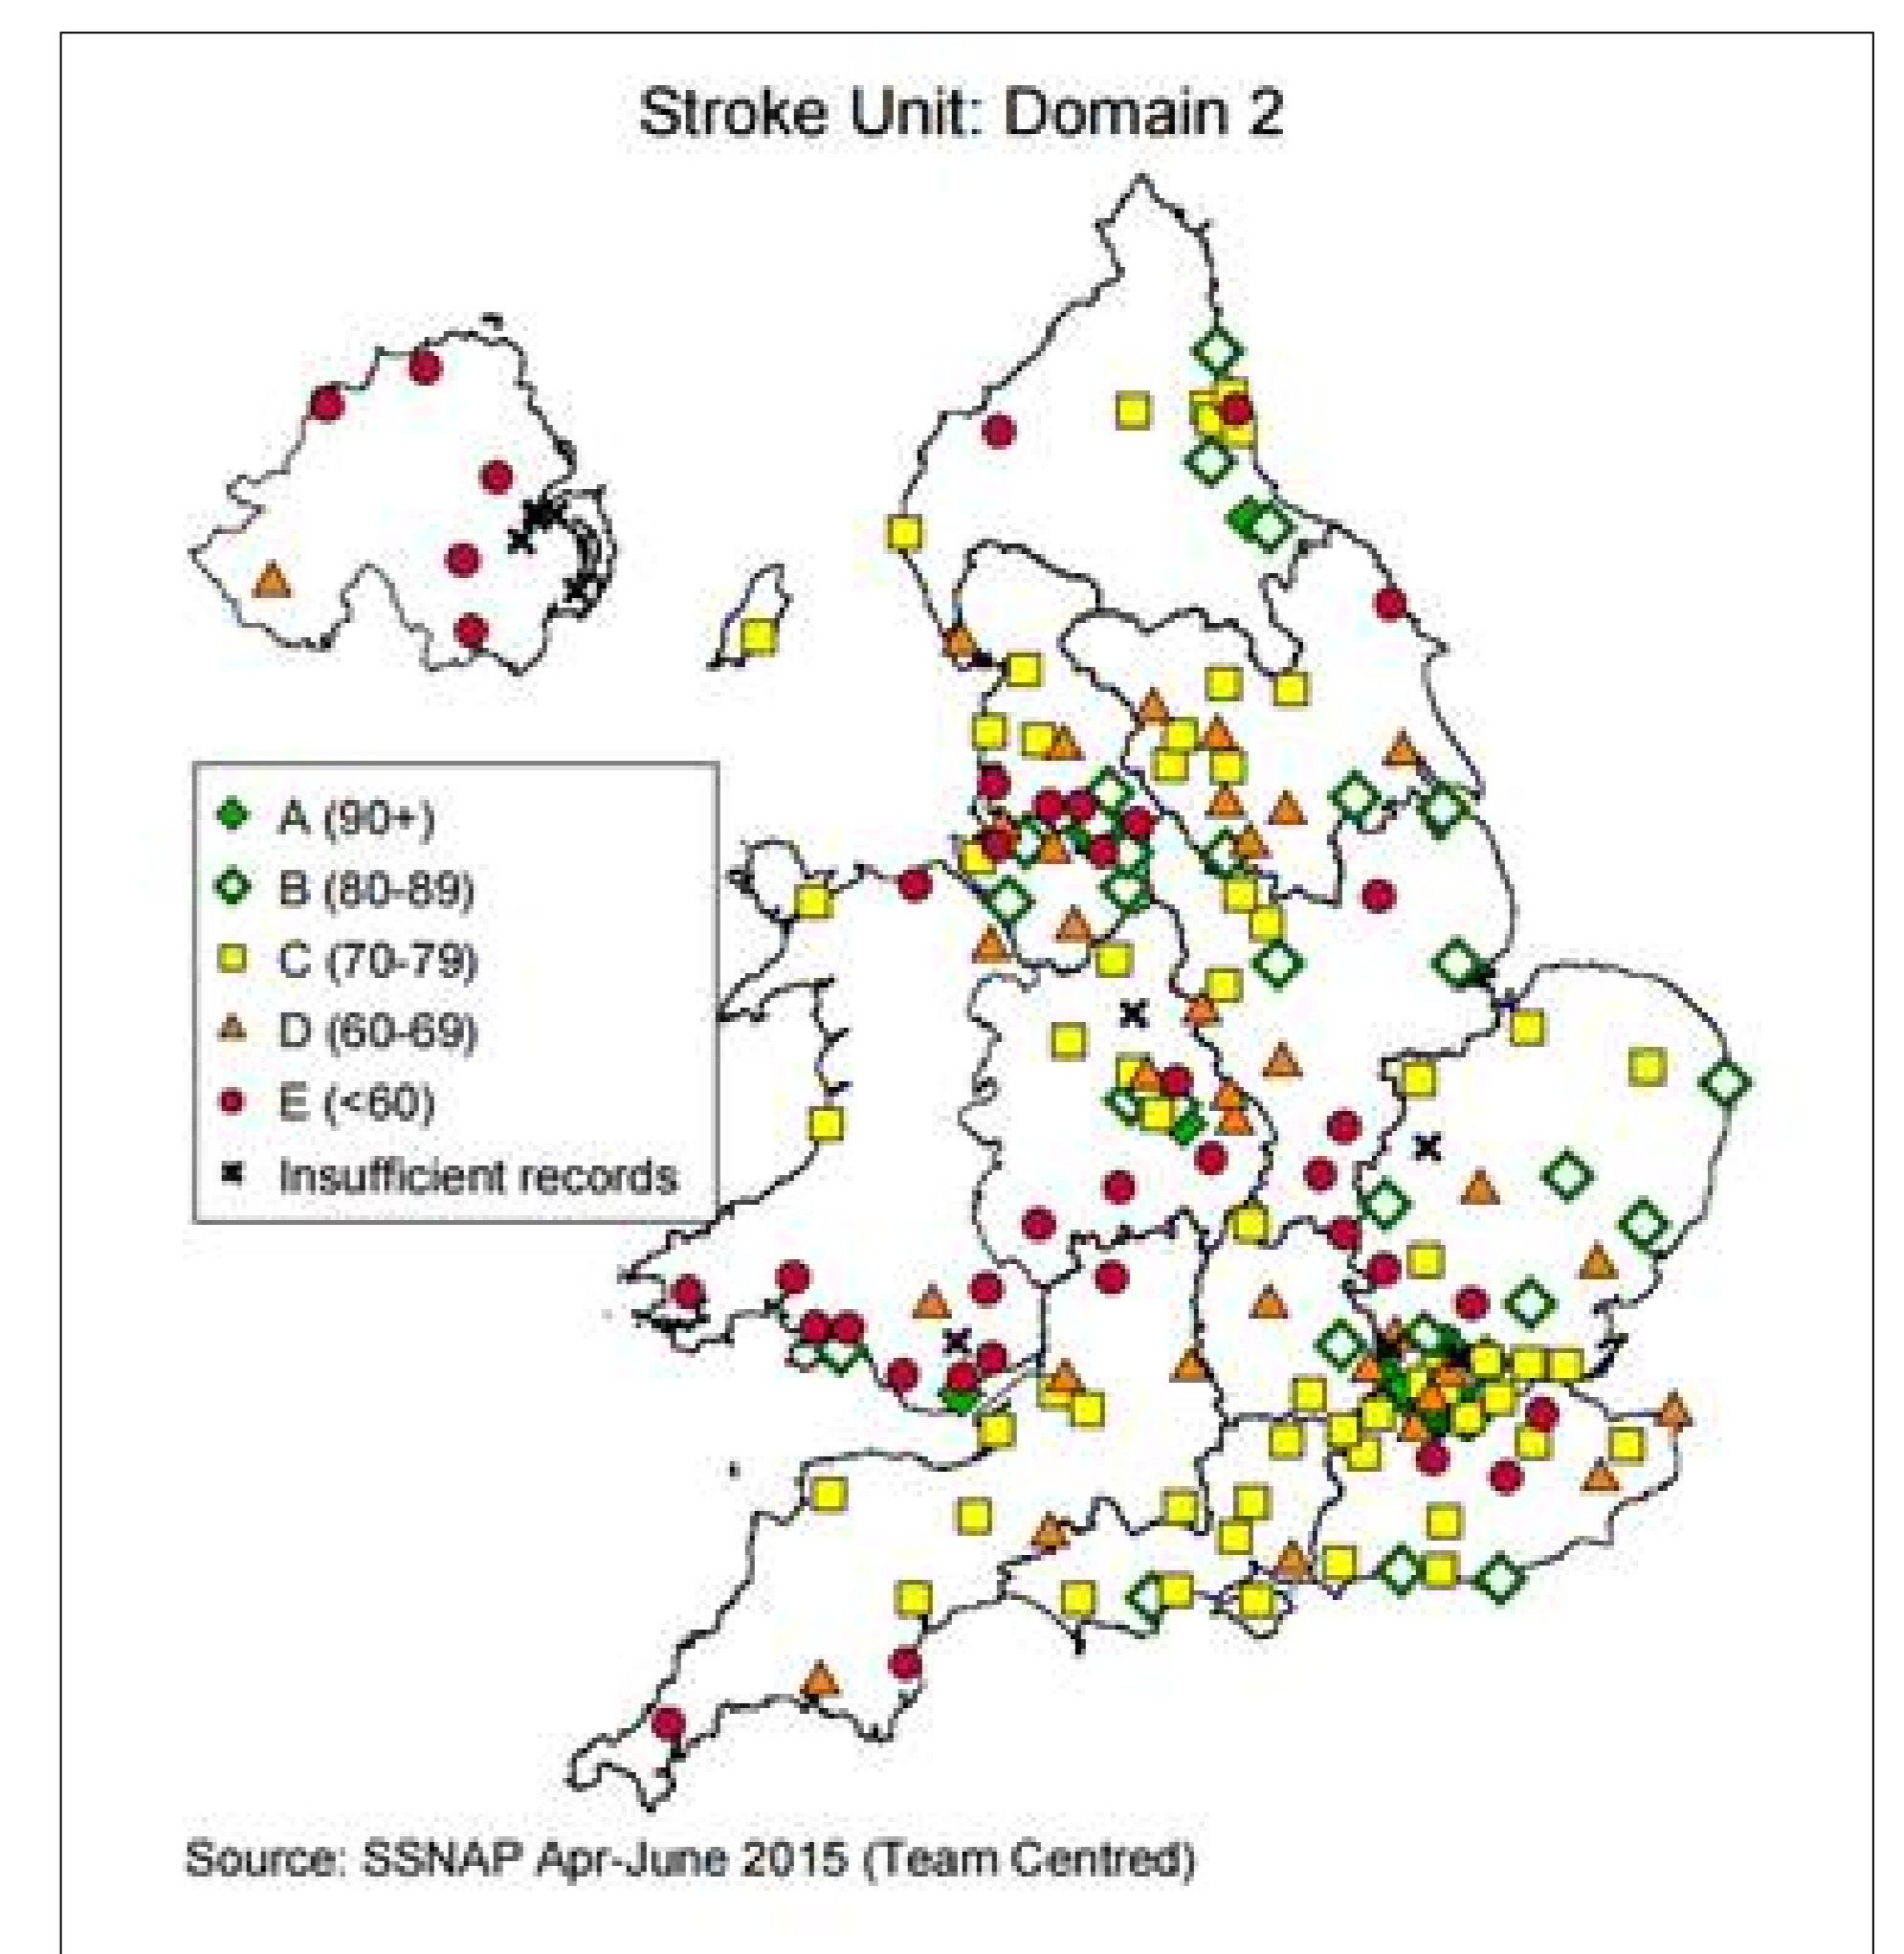 Stroke Unit: Domain 2
A (90+)
B (80-89)
C (70-79)
D (60-69)
E (<60)
Insufficient records
Source: SSNAP Apr-June 2015 (Team Centred)